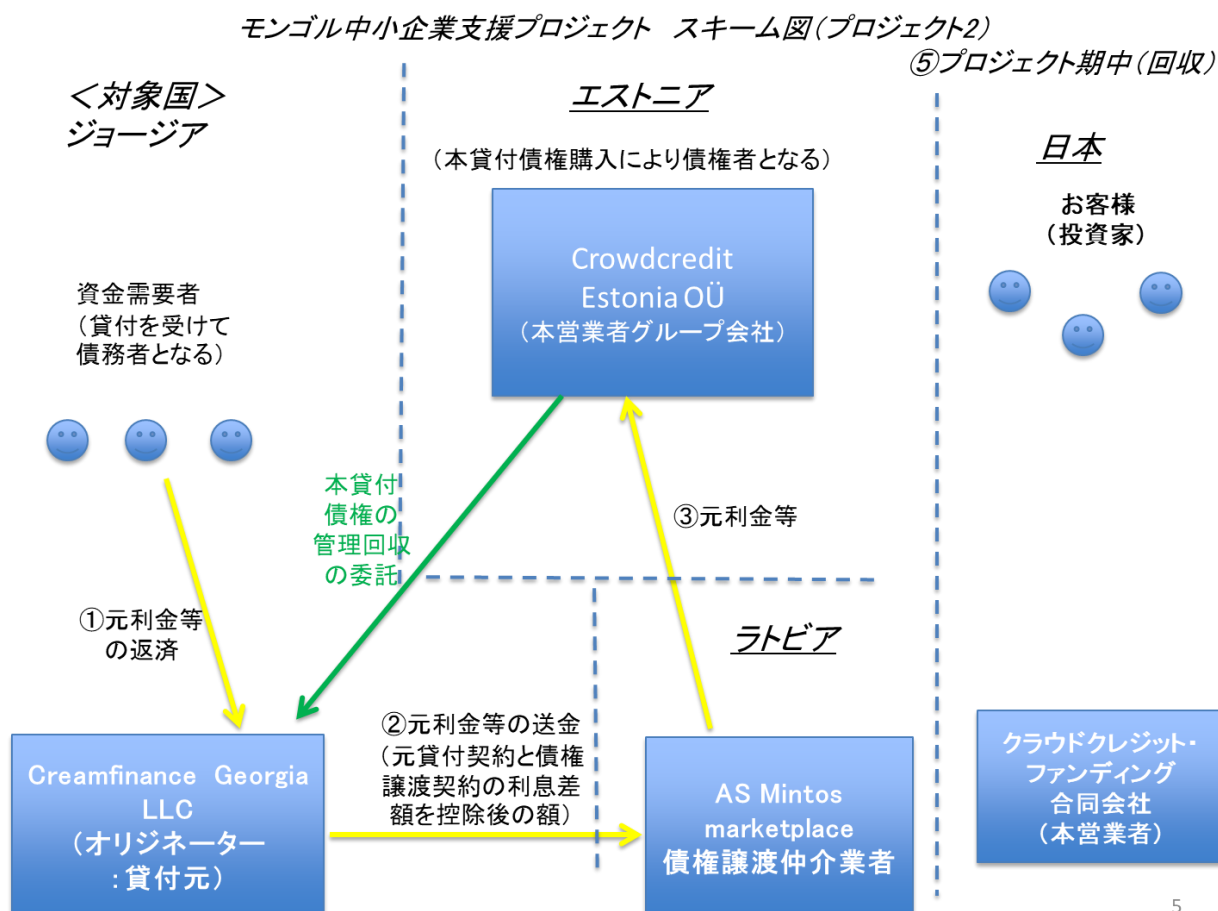 モンゴル中小企業支援プロジェクト　スキーム図(プロジェクト2)
⑤プロジェクト期中(回収)
＜対象国＞
ジョージア
エストニア
(本貸付債権購入により債権者となる)
日本
お客様
(投資家)
Crowdcredit
Estonia OÜ
(本営業者グループ会社)
資金需要者
(貸付を受けて
債務者となる)
本貸付
債権の
管理回収
の委託
③元利金等
①元利金等
の返済
ラトビア
②元利金等の送金
(元貸付契約と債権
譲渡契約の利息差
額を控除後の額)
Creamfinance Georgia
LLC
(オリジネーター
:貸付元)
AS Mintos
marketplace
債権譲渡仲介業者
クラウドクレジット・
ファンディング
合同会社
(本営業者)
5